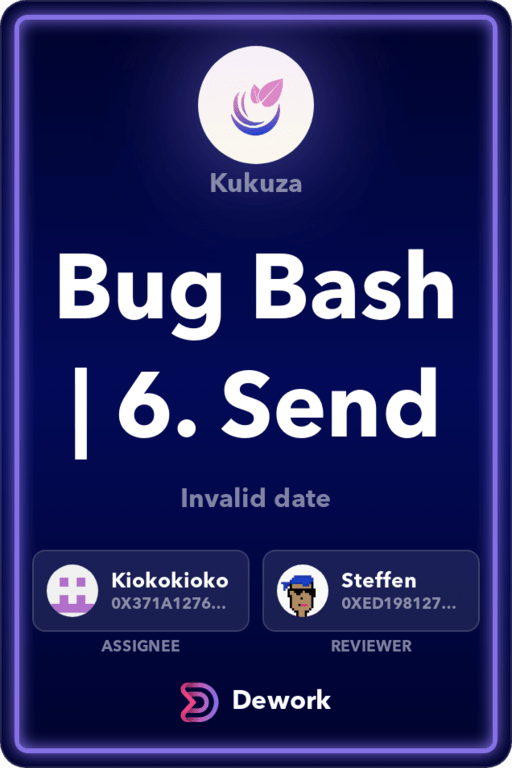 Kukuza
Bug Bash
| 6. Send
Invalid date
Kiokokioko
0X371A1276...
ASSIGNEE
Steffen
0XED198127...
REVIEWER
Dework